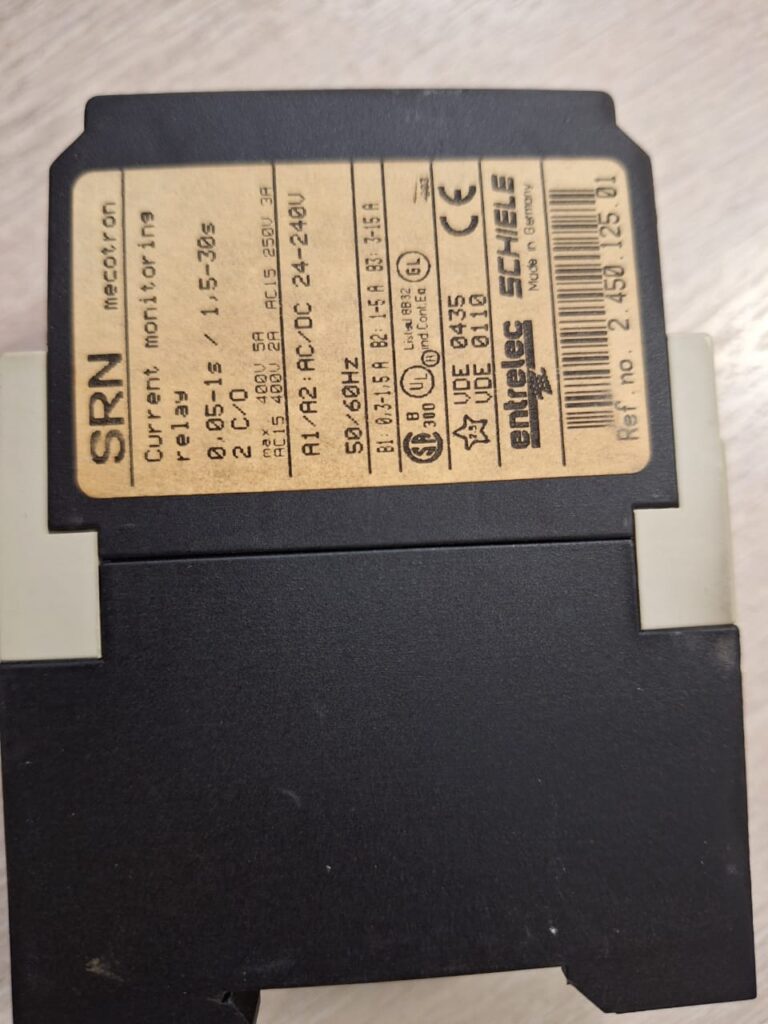 SRN mecotron
Current monitoring
relay
0,05-1s / 1,5-30s
2 C/O
max 400V 5A
AC15 400V 2A AC15 250V 3A
A1/A2: AC/DC 24-240V
50/60Hz
B1: 0,3-1,5 A B2: 1-5 A B3: 3-15 A
SA B 300 UL Listed 8B32 Ind.Cont.Eq. GL
VDE 0435
VDE 0110
CE
entrelec SCHIELE
Made in Germany
Ref.no. 2.450.125.01